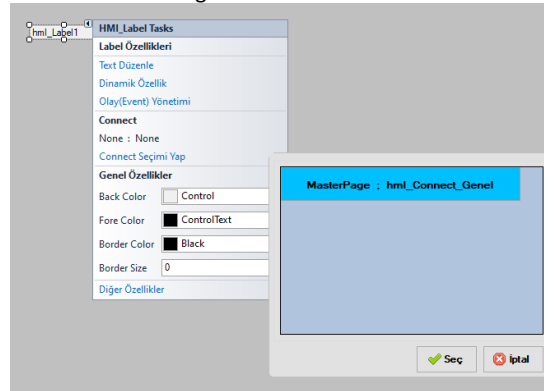 hml_Label1
HMI_Label Tasks
Label Özellikleri
Text Düzenle
Dinamik Özellik
Olay(Event) Yönetimi
Connect
None : None
Connect Seçimi Yap
Genel Özellikler
Back Color Control
Fore Color ControlText
Border Color Black
Border Size 0
Diğer Özellikler
MasterPage ; hml_Connect_Genel
Seç İptal